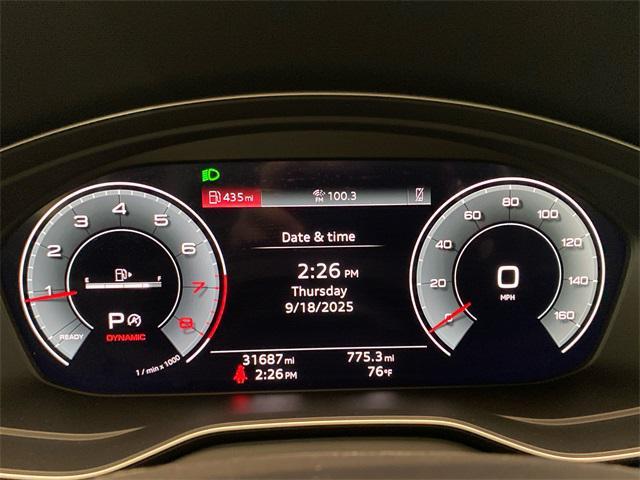 435 mi FM 100.3
Date & time
2:26 PM
Thursday
9/18/2025
31687 mi 775.3 mi
2:26 PM 76°F
1 2 3 4 5 6 7 8
E F
P
DYNAMIC
READY
1 / min x 1000
0 20 40 60 80 100 120 140 160
0
MPH